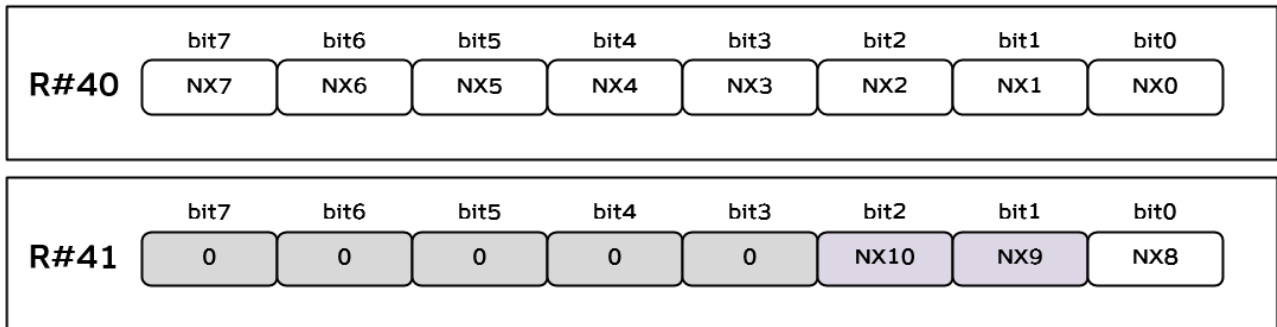 bit7 bit6 bit5 bit4 bit3 bit2 bit1 bit0
R#40 NX7 NX6 NX5 NX4 NX3 NX2 NX1 NX0
bit7 bit6 bit5 bit4 bit3 bit2 bit1 bit0
R#41 0 0 0 0 0 NX10 NX9 NX8